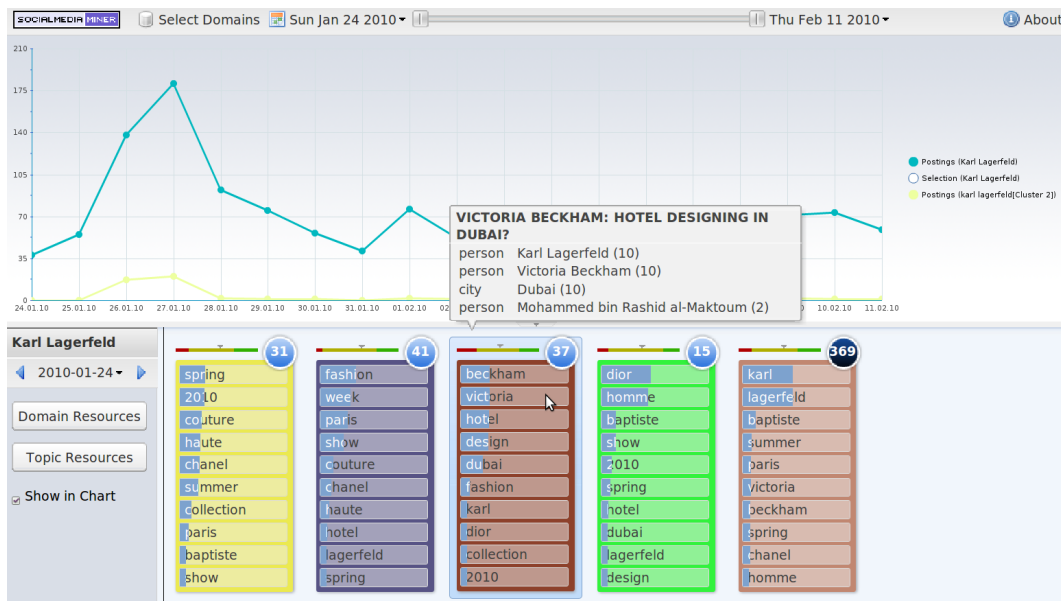 SOCIALMEDIA MINER Select Domains Sun Jan 24 2010 Thu Feb 11 2010 About
210
175
140
105
70
35
0
24.01.10 25.01.10 26.01.10 27.01.10 28.01.10 29.01.10 30.01.10 31.01.10 01.02.10 02 10.02.10 11.02.10
Postings (Karl Lagerfeld)
Selection (Karl Lagerfeld)
Postings (karl lagerfeld[Cluster 2])
VICTORIA BECKHAM: HOTEL DESIGNING IN
DUBAI?
person Karl Lagerfeld (10)
person Victoria Beckham (10)
city Dubai (10)
person Mohammed bin Rashid al-Maktoum (2)
Karl Lagerfeld
2010-01-24
Domain Resources
Topic Resources
Show in Chart
31
spring
2010
couture
haute
chanel
summer
collection
paris
baptiste
show
41
fashion
week
paris
show
couture
chanel
haute
hotel
lagerfeld
spring
37
beckham
victoria
hotel
design
dubai
fashion
karl
dior
collection
2010
15
dior
homme
baptiste
show
2010
spring
hotel
dubai
lagerfeld
design
369
karl
lagerfeld
baptiste
summer
paris
victoria
beckham
spring
chanel
homme